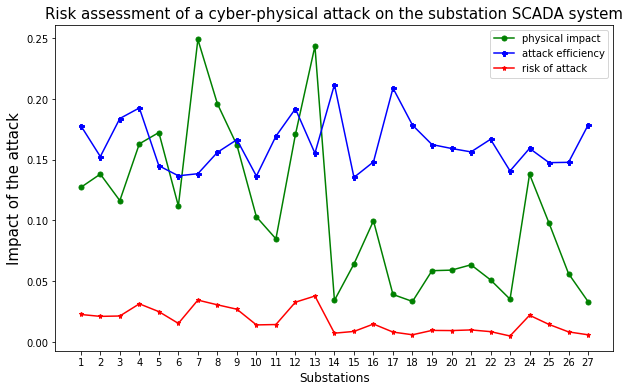 Risk assessment of a cyber-physical attack on the substation SCADA system
physical impact
attack efficiency
risk of attack
Impact of the attack
0.25
0.20
0.15
0.10
0.05
0.00
1 2 3 4 5 6 7 8 9 10 11 12 13 14 15 16 17 18 19 20 21 22 23 24 25 26 27
Substations